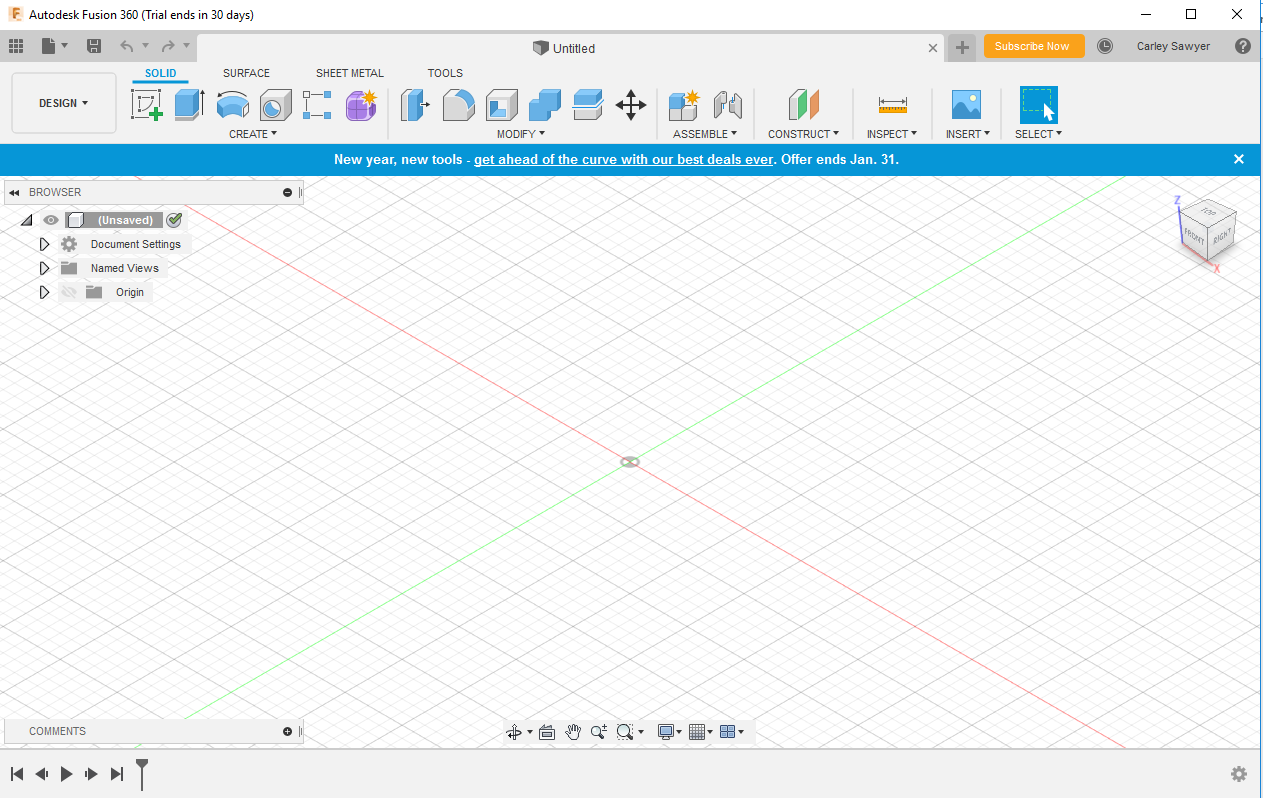 Autodesk Fusion 360 (Trial ends in 30 days)
Untitled
Subscribe Now
Carley Sawyer
SOLID
SURFACE
SHEET METAL
TOOLS
DESIGN
CREATE
MODIFY
ASSEMBLE
CONSTRUCT
INSPECT
INSERT
SELECT
New year, new tools - get ahead of the curve with our best deals ever. Offer ends Jan. 31.
BROWSER
(Unsaved)
Document Settings
Named Views
Origin
Z
TOP
FRONT
RIGHT
X
COMMENTS